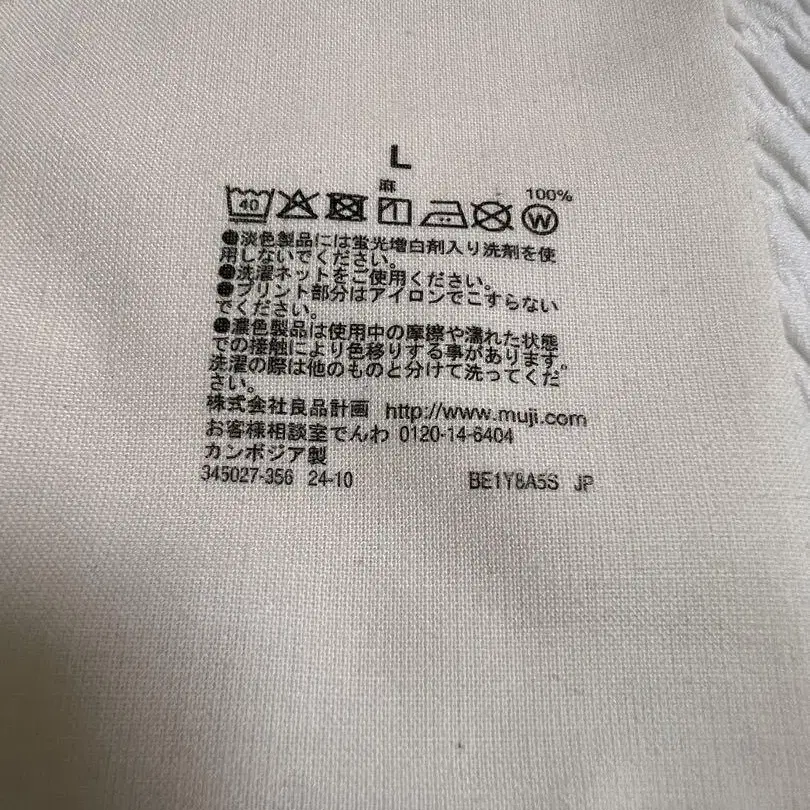 L
麻 100%
40 W
●淡色製品には蛍光増白剤入り洗剤を使
用しないでください。
●洗濯ネットをご使用ください。
●プリント部分はアイロンでこすらない
でください。
●濃色製品は使用中の摩擦や濡れた状態
での接触により色移りする事があります。
洗濯の際は他のものと分けて洗ってくだ
さい。
株式会社良品計画 http://www.muji.com
お客様相談室でんわ 0120-14-6404
カンボジア製
345027-356 24-10 BE1Y8A5S JP